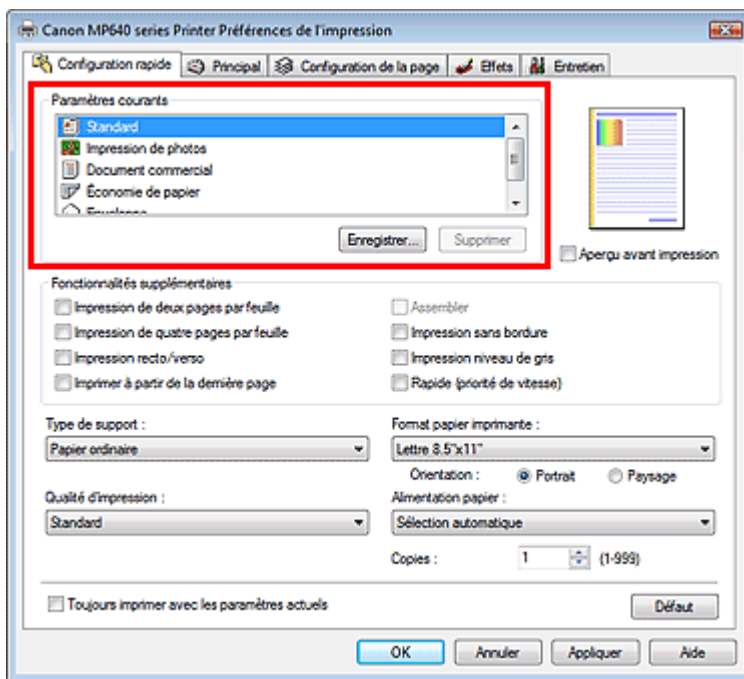 Canon MP640 series Printer Préférences de l'impression
Configuration rapide
Principal
Configuration de la page
Effets
Entretien
Paramètres courants
Standard
Impression de photos
Document commercial
Économie de papier
Enregistrer...
Supprimer
Aperçu avant impression
Fonctionnalités supplémentaires
Impression de deux pages par feuille
Assembler
Impression de quatre pages par feuille
Impression sans bordure
Impression recto/verso
Impression niveau de gris
Imprimer à partir de la dernière page
Rapide (priorité de vitesse)
Type de support :
Format papier imprimante :
Papier ordinaire
Lettre 8.5"x11"
Orientation :
Portrait
Paysage
Qualité d'impression :
Alimentation papier :
Standard
Sélection automatique
Copies :
1
(1-999)
Toujours imprimer avec les paramètres actuels
Défaut
OK
Annuler
Appliquer
Aide